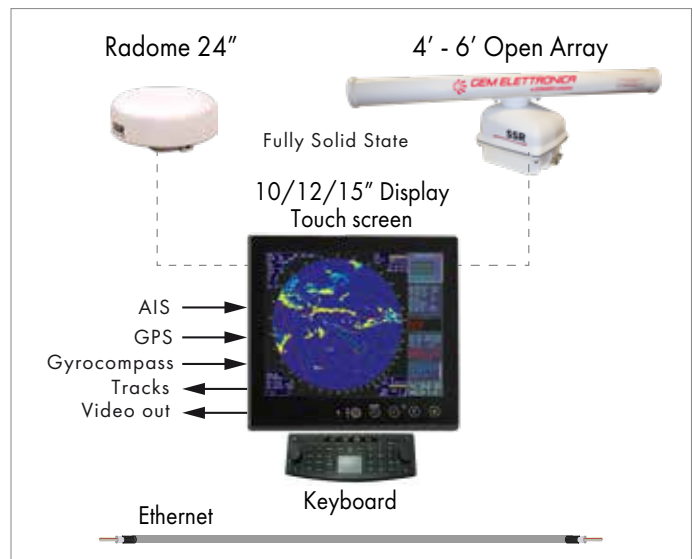 Radome 24”
4’ - 6’ Open Array
GEM ELETTRONICA
SSR
Fully Solid State
10/12/15” Display
Touch screen
AIS
GPS
Gyrocompass
Tracks
Video out
Keyboard
Ethernet